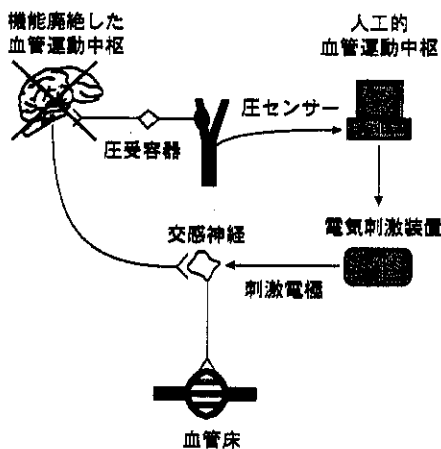 機能廃絶した
血管運動中枢
人工的
血管運動中枢
圧センサー
圧受容器
交感神経
電気刺激装置
刺激電極
血管床